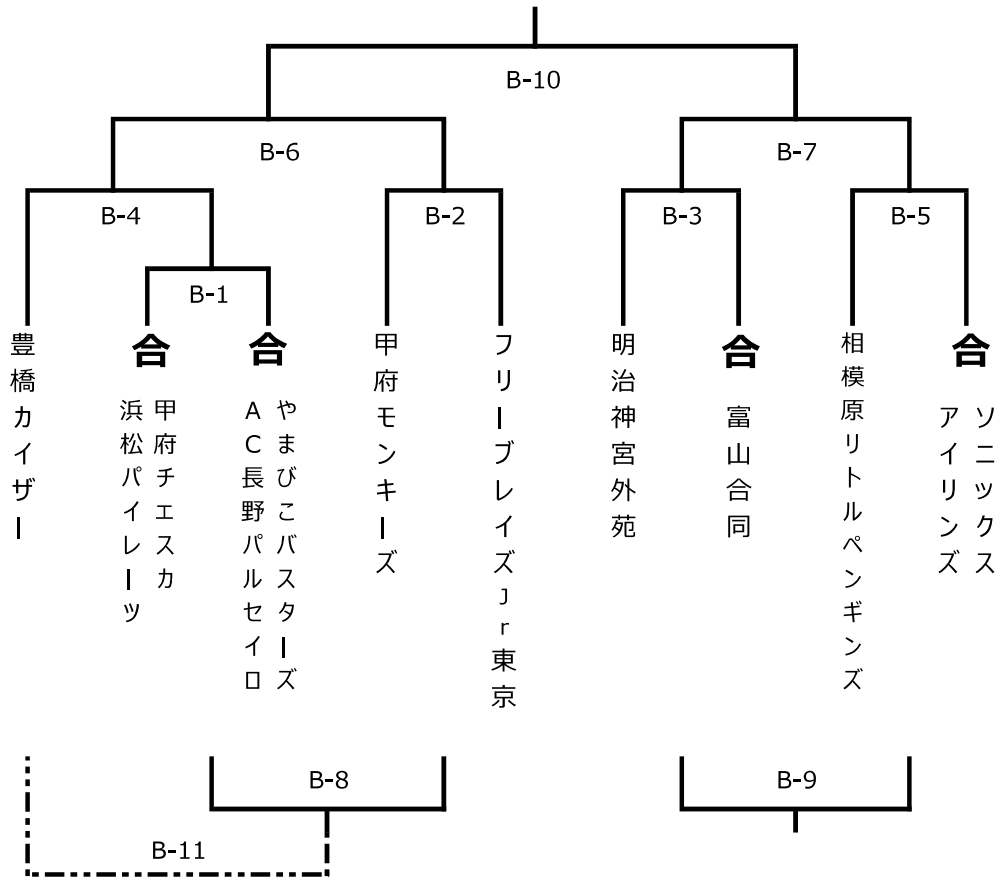 B-10
B-6
B-7
B-4
B-2
B-3
B-5
B-1
豊橋カイザー
合
甲府チェスカ
浜松パイレーツ
合
やまびこバスターズ
AC長野パルセイロ
甲府モンキーズ
フリーブレイズJr東京
明治神宮外苑
合
富山合同
相模原リトルペンギンズ
合
ソニックス
アイリンズ
B-8
B-9
B-11